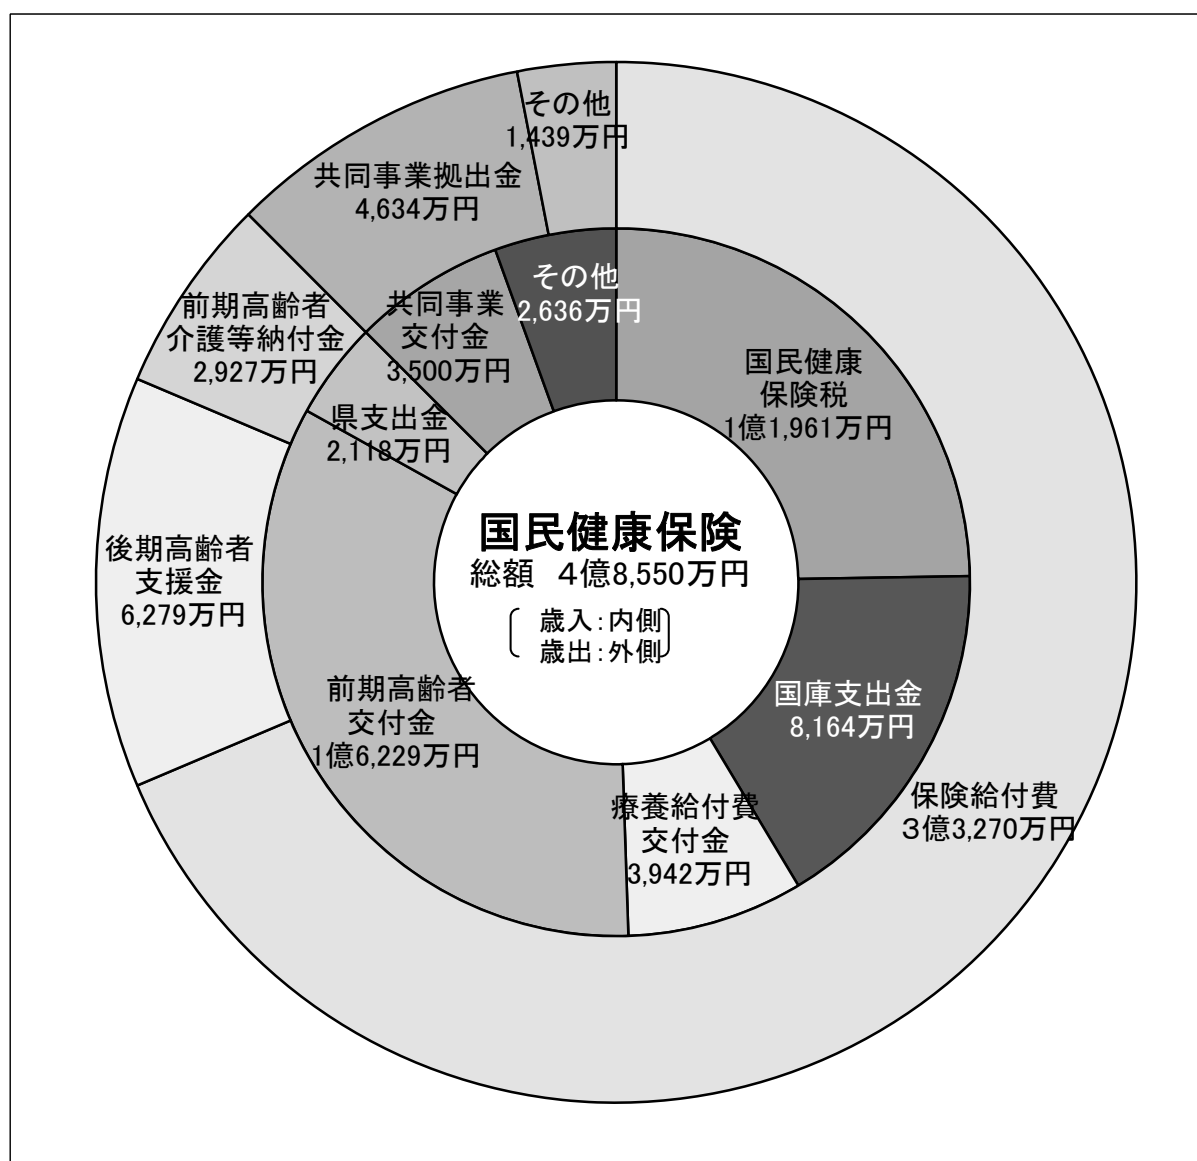 その他
1,439万円
共同事業拠出金
4,634万円
前期高齢者
介護等納付金
2,927万円
後期高齢者
支援金
6,279万円
保険給付費
３億3,270万円
その他
2,636万円
共同事業
交付金
3,500万円
県支出金
2,118万円
前期高齢者
交付金
1億6,229万円
療養給付費
交付金
3,942万円
国庫支出金
8,164万円
国民健康
保険税
1億1,961万円
国民健康保険
総額　４億8,550万円
歳入：内側
歳出：外側